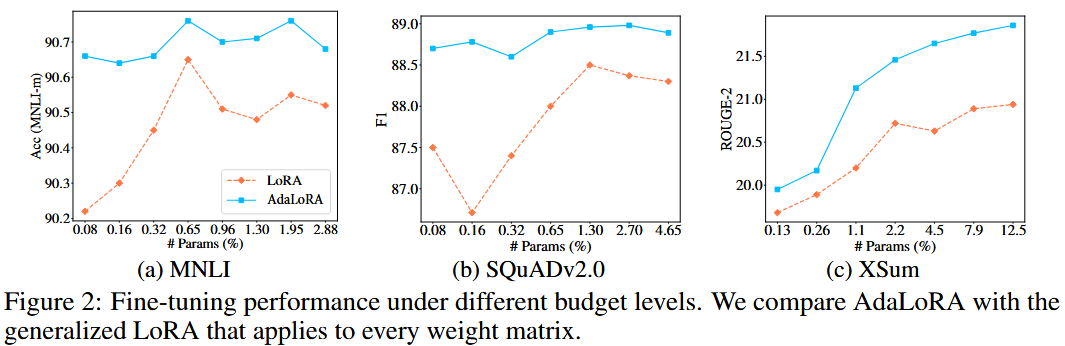 90.7
90.6
90.5
90.4
90.3
90.2
Acc (MNLI-m)
LoRA
AdaLoRA
0.08 0.16 0.32 0.65 0.96 1.30 1.95 2.88
# Params (%)
(a) MNLI
89.0
88.5
88.0
87.5
87.0
F1
0.08 0.16 0.32 0.65 1.30 2.70 4.65
# Params (%)
(b) SQuADv2.0
21.5
21.0
20.5
20.0
ROUGE-2
0.13 0.26 1.1 2.2 4.5 7.9 12.5
# Params (%)
(c) XSum
Figure 2: Fine-tuning performance under different budget levels. We compare AdaLoRA with the
generalized LoRA that applies to every weight matrix.